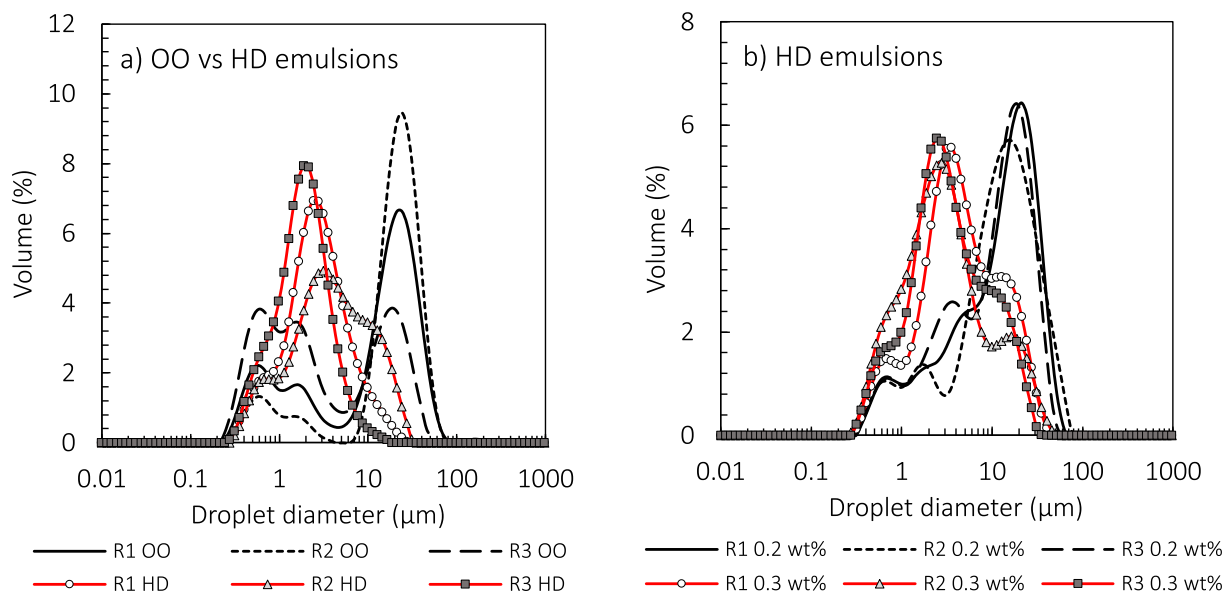 a) OO vs HD emulsions
Volume (%)
12
10
8
6
4
2
0
0.01 0.1 1 10 100 1000
Droplet diameter (μm)
R1 OO R2 OO R3 OO
R1 HD R2 HD R3 HD
b) HD emulsions
Volume (%)
8
6
4
2
0
0.01 0.1 1 10 100 1000
Droplet diameter (μm)
R1 0.2 wt% R2 0.2 wt% R3 0.2 wt%
R1 0.3 wt% R2 0.3 wt% R3 0.3 wt%